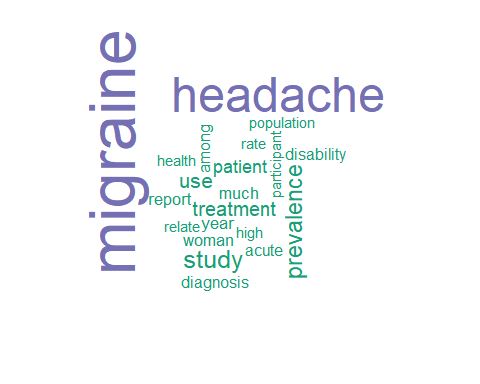 migraine
headache
population
among
rate
participant
disability
health
patient
use
much
prevalence
report
treatment
relate
year
high
woman
acute
study
diagnosis